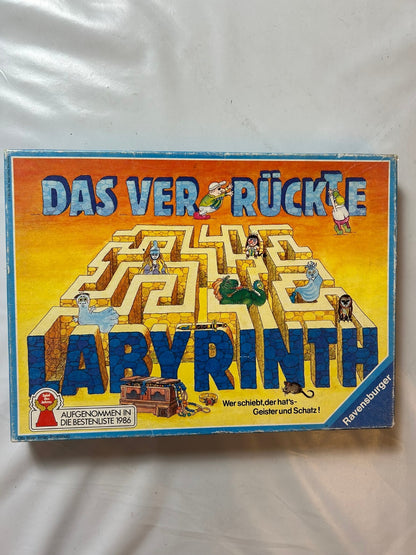 DAS VERRÜCKTE
LABYRINTH
Wer schiebt, der hat's-
Geister und Schatz!
AUFGENOMMEN IN
DIE BESTENLISTE 1986
Ravensburger